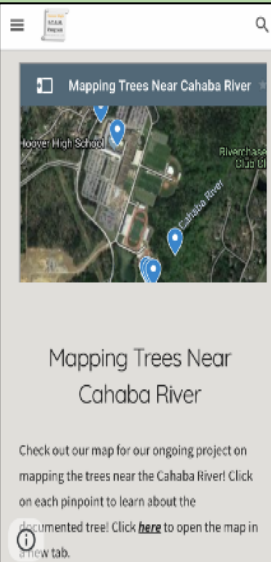 Mapping Trees Near Cahaba River
Hoover High School
Riverchase
Club Cl
Cahaba River
Mapping Trees Near
Cahaba River
Check out our map for our ongoing project on
mapping the trees near the Cahaba River! Click
on each pinpoint to learn about the
documented tree! Click here to open the map in
a new tab.